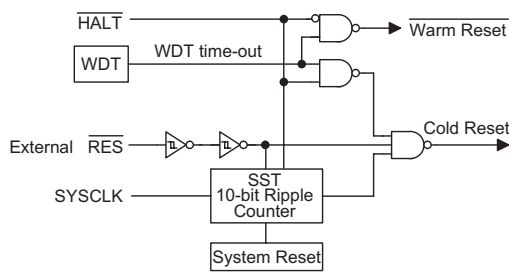 HALT
Warm Reset
WDT time-out
WDT
Cold Reset
External RES
SST
10-bit Ripple
Counter
SYSCLK
System Reset